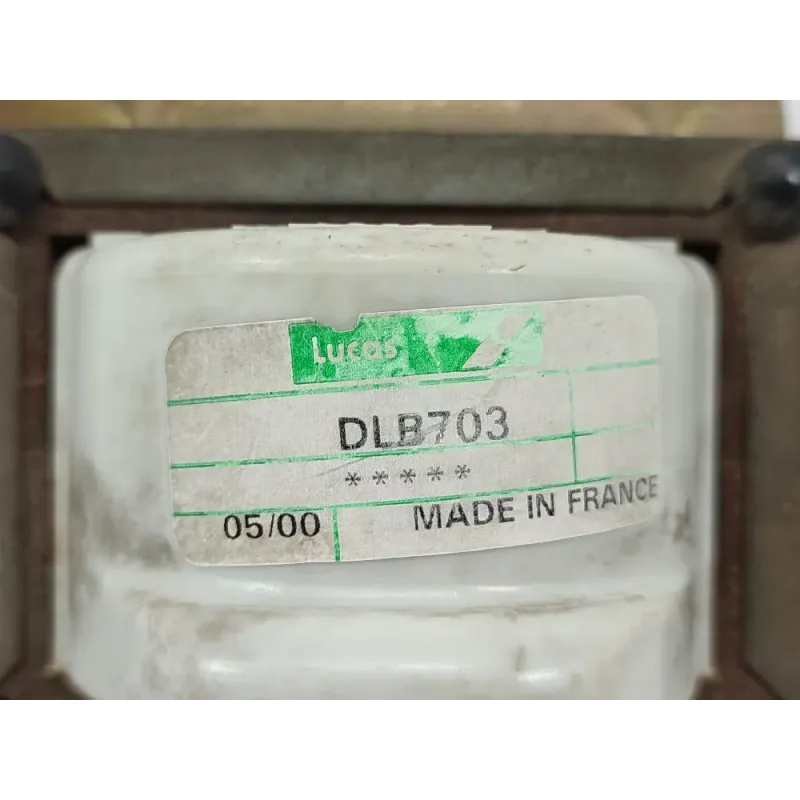 Lucas
DLB703
*****
05/00 MADE IN FRANCE